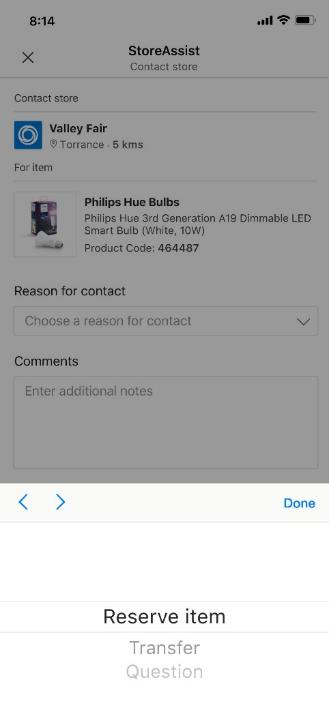 8:14
StoreAssist
Contact store
Contact store
Valley Fair
Torrance · 5 kms
For item
Philips Hue Bulbs
Philips Hue 3rd Generation A19 Dimmable LED
Smart Bulb (White, 10W)
Product Code: 464487
Reason for contact
Choose a reason for contact
Comments
Enter additional notes
Done
Reserve item
Transfer
Question